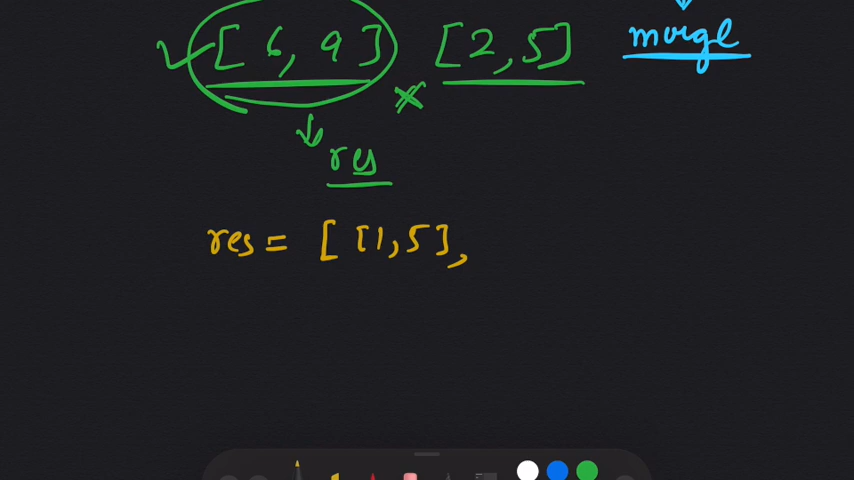 [ 6, 9 ] [2,5] merge
res
res = [ [1,5],